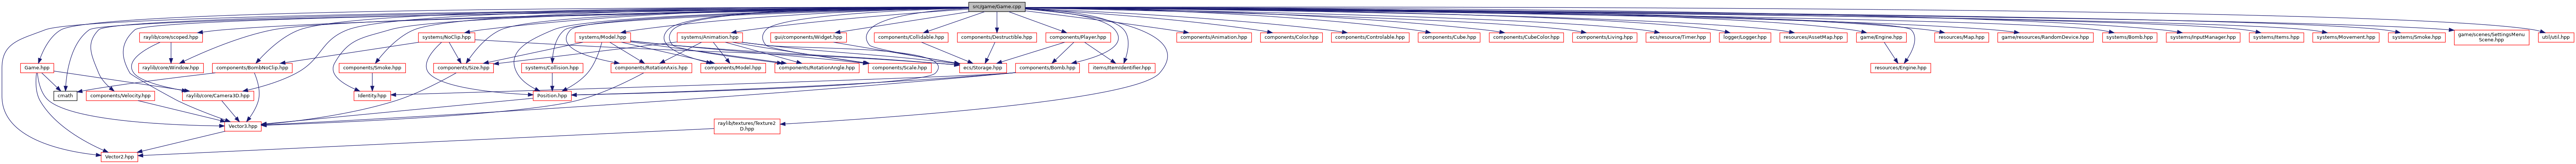 src/game/Game.cpp
raylib/core/scoped.hpp
systems/NoClip.hpp
systems/Model.hpp
systems/Animation.hpp
gui/components/Widget.hpp
components/Collidable.hpp
components/Destructible.hpp
components/Player.hpp
components/Animation.hpp
components/Color.hpp
components/Controlable.hpp
components/Cube.hpp
components/CubeColor.hpp
components/Living.hpp
ecs/resource/Timer.hpp
logger/Logger.hpp
resources/AssetMap.hpp
game/Engine.hpp
resources/Map.hpp
game/resources/RandomDevice.hpp
systems/Bomb.hpp
systems/InputManager.hpp
systems/Items.hpp
systems/Movement.hpp
systems/Smoke.hpp
game/scenes/SettingsMenu
Scene.hpp
util/util.hpp
Game.hpp
raylib/core/Window.hpp
components/BombNoClip.hpp
components/Smoke.hpp
components/Size.hpp
systems/Collision.hpp
components/RotationAxis.hpp
components/Model.hpp
components/RotationAngle.hpp
components/Scale.hpp
ecs/Storage.hpp
components/Bomb.hpp
items/ItemIdentifier.hpp
resources/Engine.hpp
cmath
components/Velocity.hpp
raylib/core/Camera3D.hpp
Identity.hpp
Position.hpp
Vector3.hpp
raylib/textures/Texture2
D.hpp
Vector2.hpp